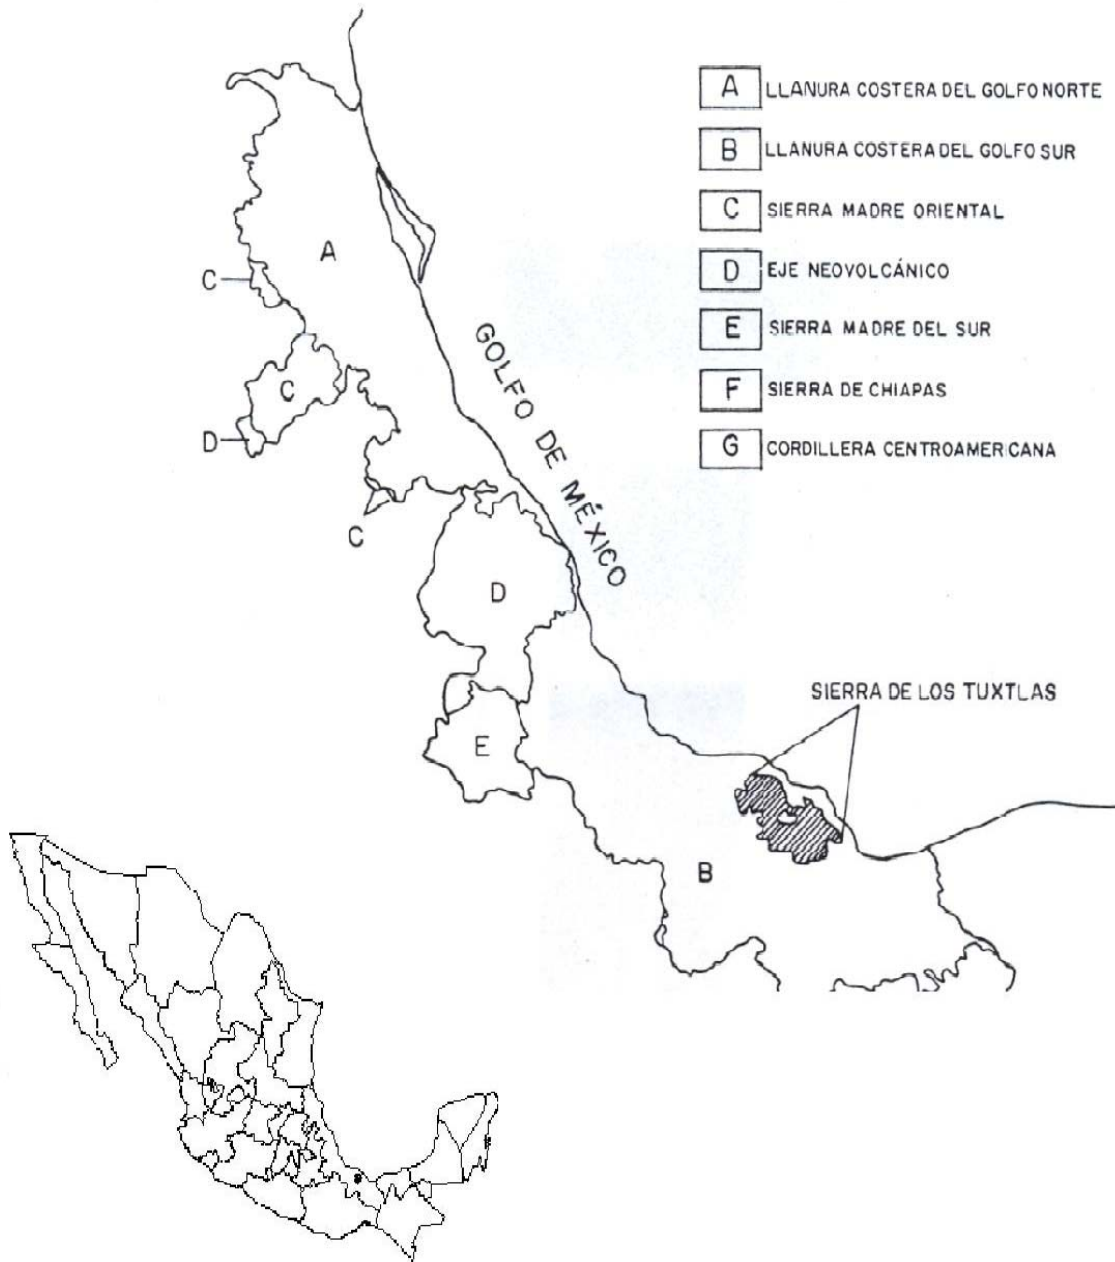 A LLANURA COSTERA DEL GOLFO NORTE
B LLANURA COSTERA DEL GOLFO SUR
C SIERRA MADRE ORIENTAL
D EJE NEOVOLCÁNICO
E SIERRA MADRE DEL SUR
F SIERRA DE CHIAPAS
G CORDILLERA CENTROAMERICANA
A
C
C
D
C
GOLFO DE MÉXICO
D
E
SIERRA DE LOS TUXTLAS
B